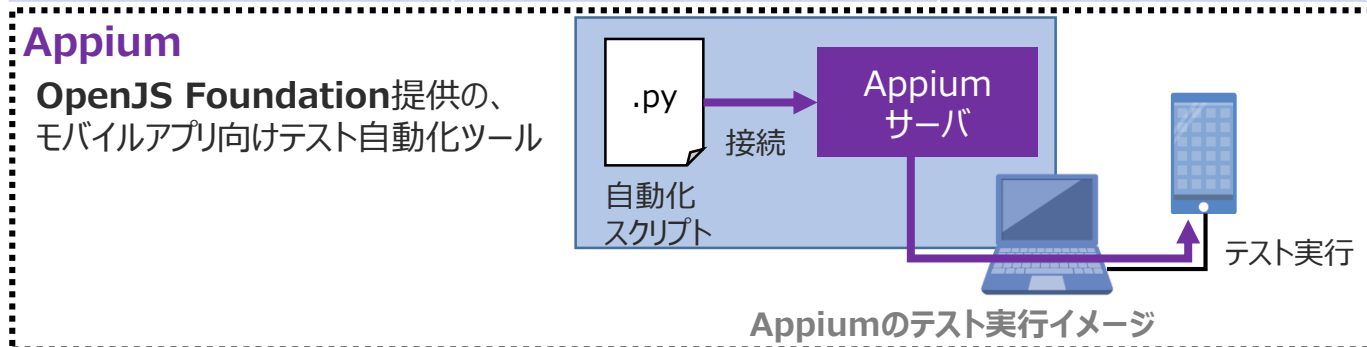 Appium
OpenJS Foundation提供の、
モバイルアプリ向けテスト自動化ツール
.py
接続
Appium
サーバ
自動化
スクリプト
テスト実行
Appiumのテスト実行イメージ